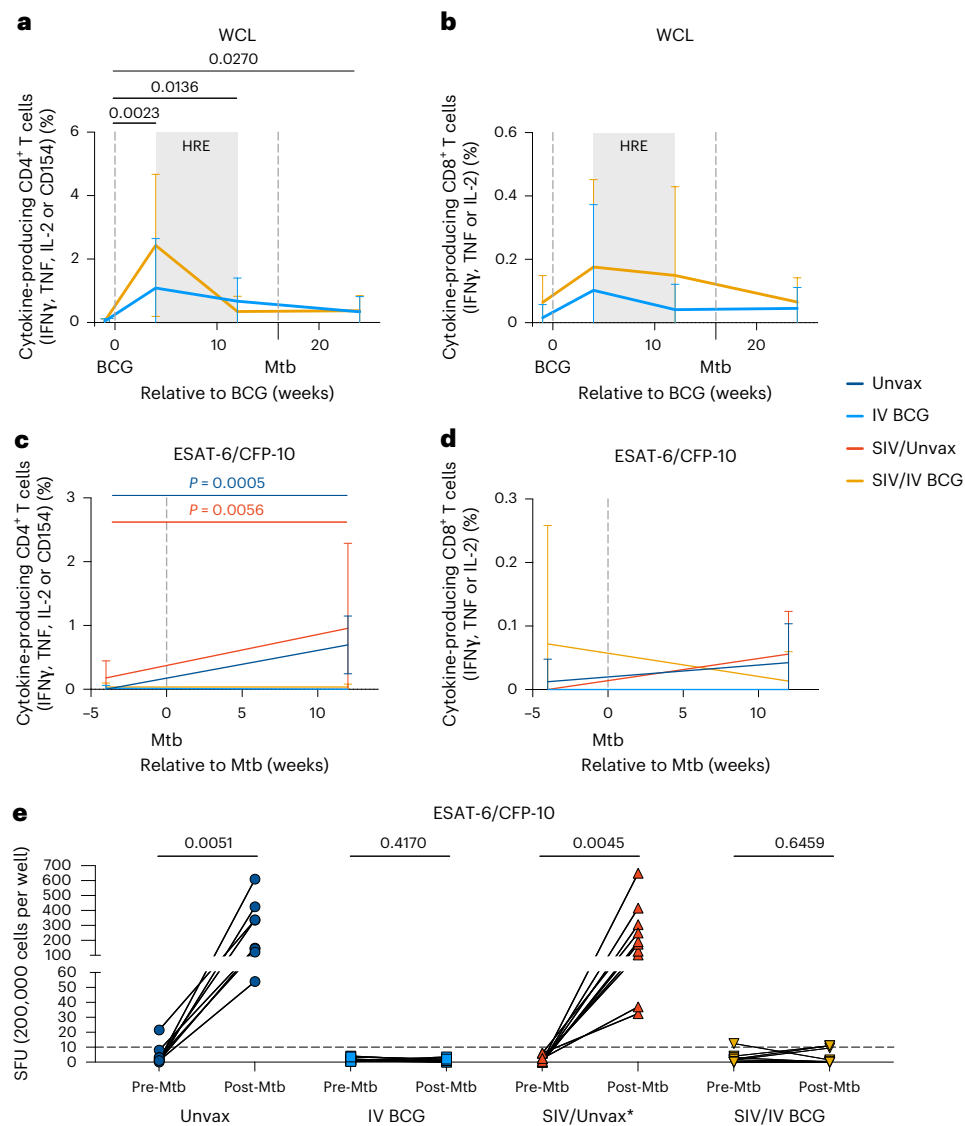 a
WCL
0.0270
0.0136
0.0023
Cytokine-producing CD4+ T cells
(IFNγ, TNF, IL-2 or CD154) (%)
6
4
2
0
HRE
0
10
20
BCG
Mtb
Relative to BCG (weeks)
b
WCL
Cytokine-producing CD8+ T cells
(IFNγ, TNF or IL-2) (%)
0.6
0.4
0.2
0
HRE
0
10
20
BCG
Mtb
Relative to BCG (weeks)
Unvax
IV BCG
SIV/Unvax
SIV/IV BCG
c
ESAT-6/CFP-10
P = 0.0005
P = 0.0056
Cytokine-producing CD4+ T cells
(IFNγ, TNF, IL-2 or CD154) (%)
3
2
1
0
–5
0
5
10
Mtb
Relative to Mtb (weeks)
d
ESAT-6/CFP-10
Cytokine-producing CD8+ T cells
(IFNγ, TNF or IL-2) (%)
0.3
0.2
0.1
0
–5
0
5
10
Mtb
Relative to Mtb (weeks)
e
ESAT-6/CFP-10
0.0051
0.4170
0.0045
0.6459
SFU (200,000 cells per well)
700
600
500
400
300
200
100
60
50
40
30
20
10
0
Pre-Mtb
Post-Mtb
Pre-Mtb
Post-Mtb
Pre-Mtb
Post-Mtb
Pre-Mtb
Post-Mtb
Unvax
IV BCG
SIV/Unvax*
SIV/IV BCG